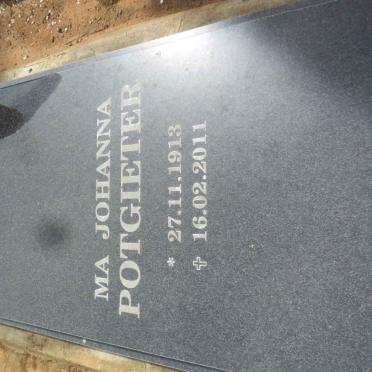 MA JOHANNA
POTGIETER
* 27.11.1913
✞ 16.02.2011